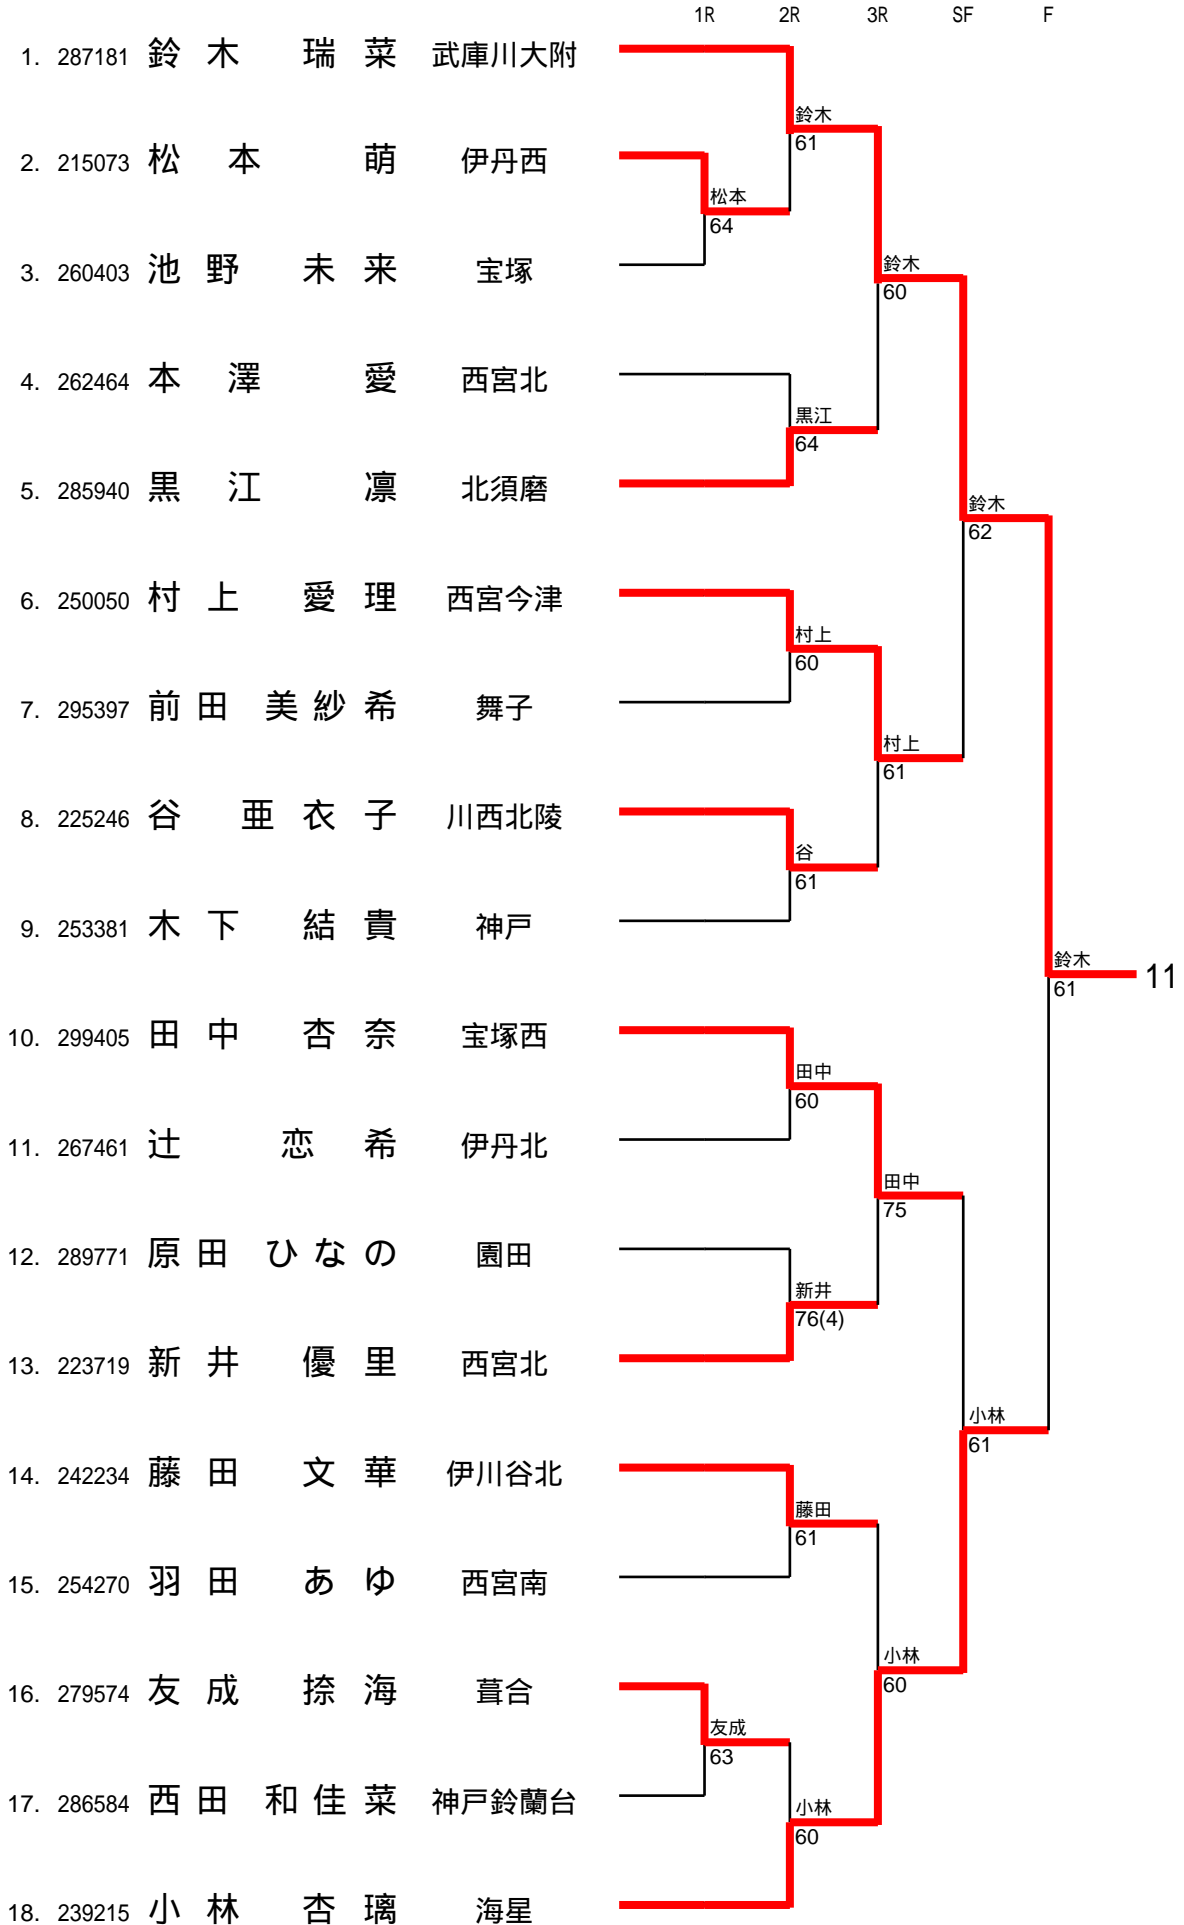 1R 2R 3R SF F
1. 287181 鈴木 瑞菜 武庫川大附
鈴木
61
2. 215073 松本 萌 伊丹西
松本
64
3. 260403 池野 未来 宝塚
鈴木
60
4. 262464 本澤 愛 西宮北
黒江
64
5. 285940 黒江 凛 北須磨
鈴木
62
6. 250050 村上 愛理 西宮今津
村上
60
7. 295397 前田 美紗希 舞子
村上
61
8. 225246 谷 亜衣子 川西北陵
谷
61
9. 253381 木下 結貴 神戸
鈴木
61
11
10. 299405 田中 杏奈 宝塚西
田中
60
11. 267461 辻 恋希 伊丹北
田中
75
12. 289771 原田 ひなの 園田
新井
76(4)
13. 223719 新井 優里 西宮北
小林
61
14. 242234 藤田 文華 伊川谷北
藤田
61
15. 254270 羽田 あゆ 西宮南
小林
60
16. 279574 友成 捺海 葺合
友成
63
17. 286584 西田 和佳菜 神戸鈴蘭台
小林
60
18. 239215 小林 杏璃 海星